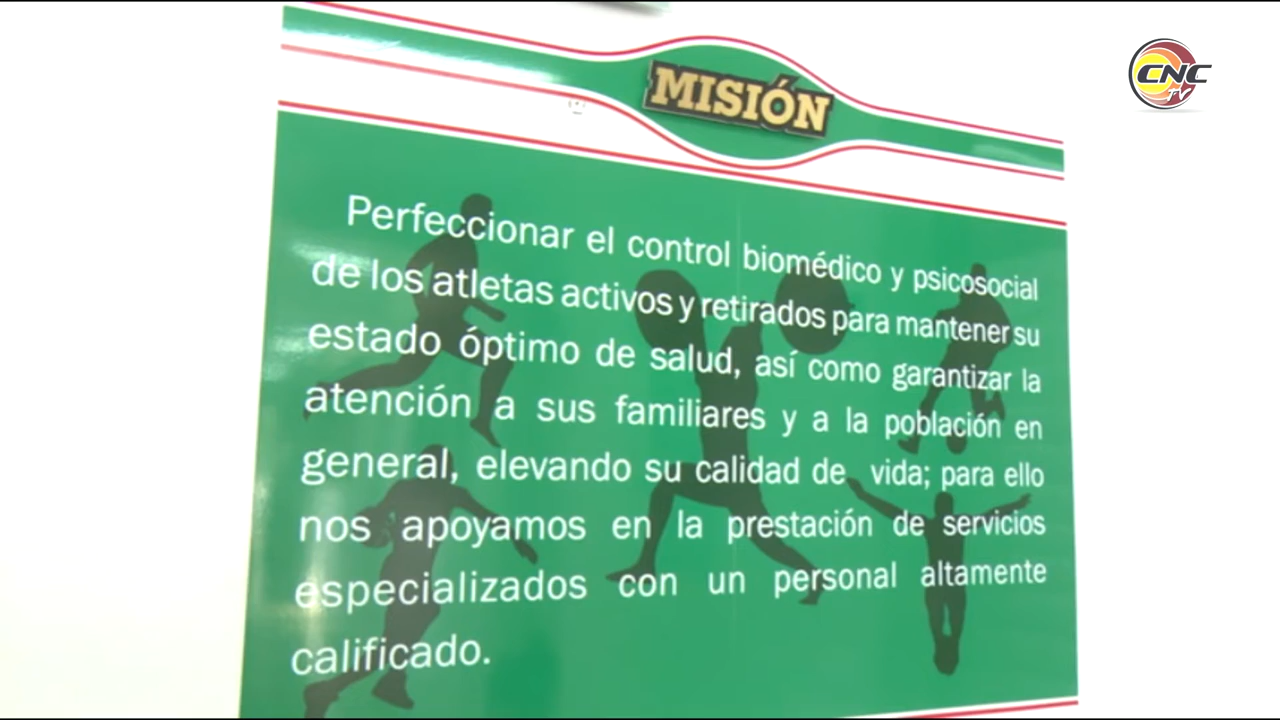 CNC
TV
MISIÓN
Perfeccionar el control biomédico y psicosocial
de los atletas activos y retirados para mantener su
estado óptimo de salud, así como garantizar la
atención a sus familiares y a la población en
general, elevando su calidad de vida; para ello
nos apoyamos en la prestación de servicios
especializados con un personal altamente
calificado.